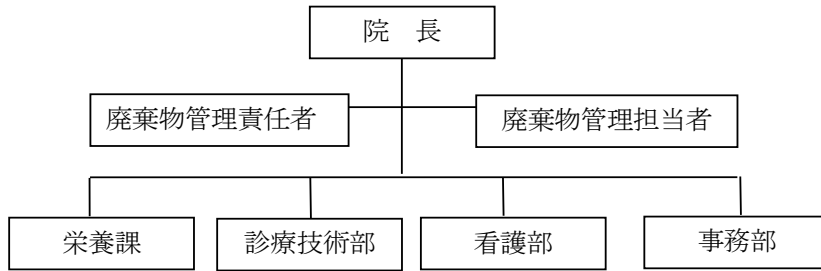 院　長
廃棄物管理責任者
廃棄物管理担当者
栄養課
診療技術部
看護部
事務部